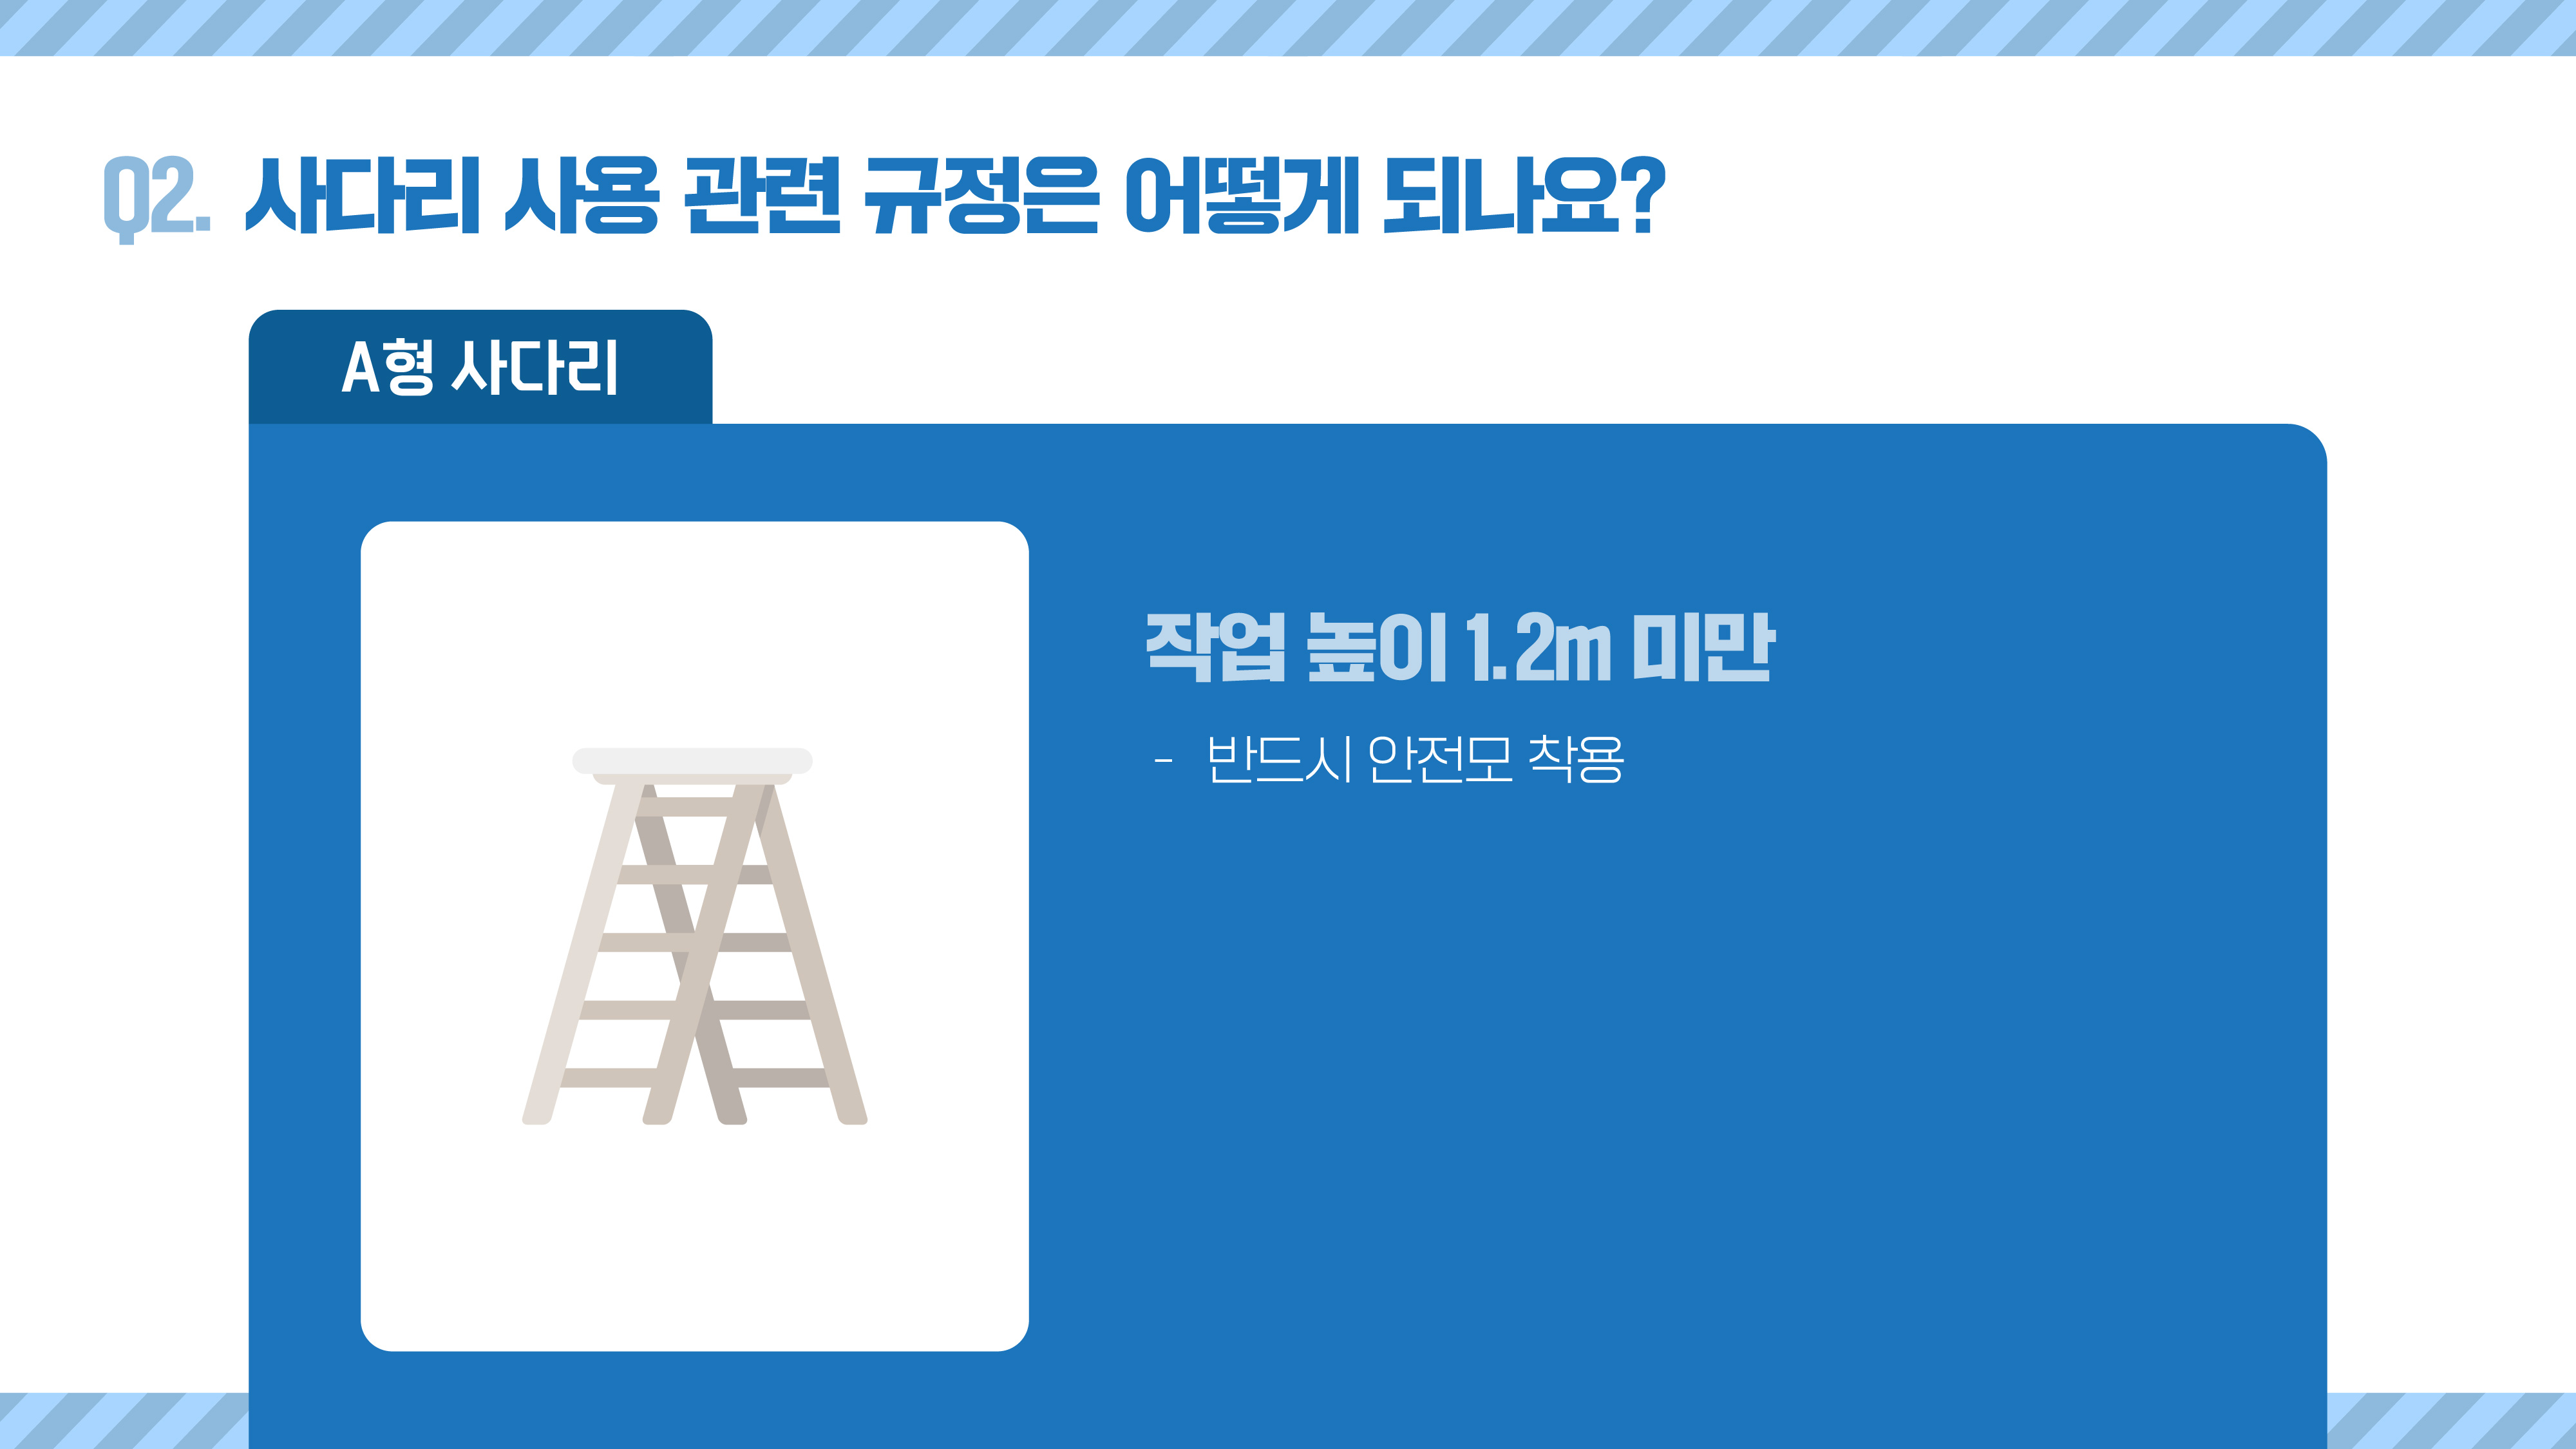 Q2. 사다리 사용 관련 규정은 어떻게 되나요?
A형 사다리
작업 높이 1.2m 미만
- 반드시 안전모 착용